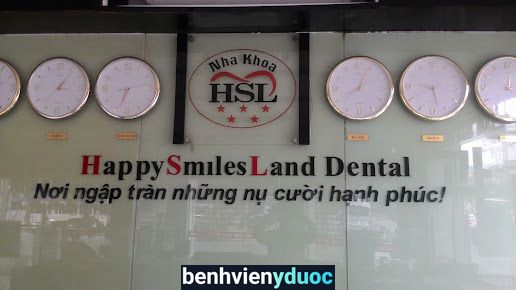 Nha Khoa
HSL
HappySmilesLand Dental
Nơi ngập tràn những nụ cười hạnh phúc!
benhvienyduoc